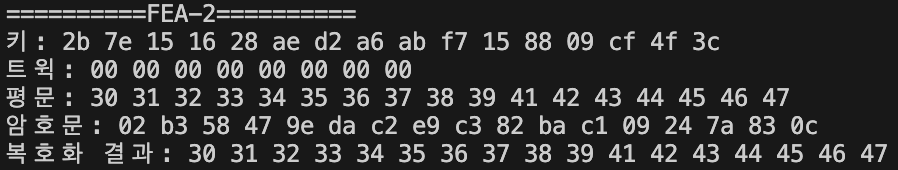 ==========FEA-2==========
키: 2b 7e 15 16 28 ae d2 a6 ab f7 15 88 09 cf 4f 3c
트윅: 00 00 00 00 00 00 00 00
평문: 30 31 32 33 34 35 36 37 38 39 41 42 43 44 45 46 47
암호문: 02 b3 58 47 9e da c2 e9 c3 82 ba c1 09 24 7a 83 0c
복호화 결과: 30 31 32 33 34 35 36 37 38 39 41 42 43 44 45 46 47